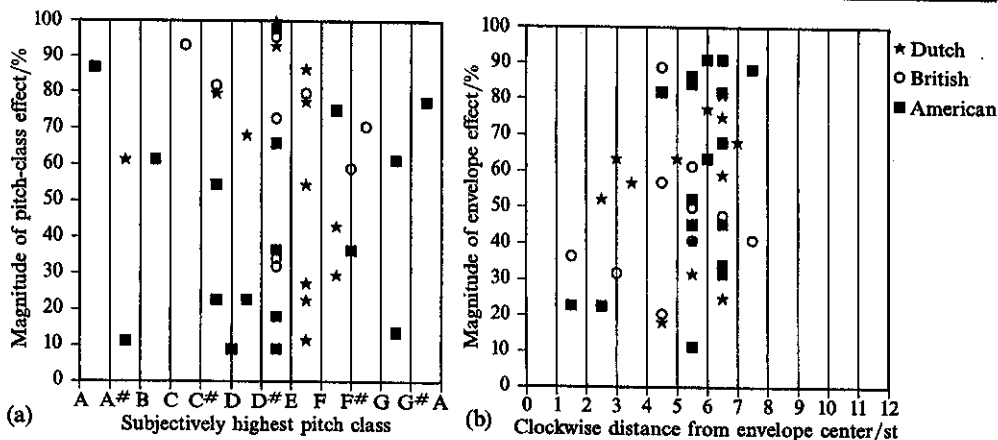 Magnitude of pitch-class effect/%
100
90
80
70
60
50
40
30
20
10
0
A A# B C C# D D# E F F# G G# A
(a) Subjectively highest pitch class
Magnitude of envelope effect/%
100
90
80
70
60
50
40
30
20
10
0
0 1 2 3 4 5 6 7 8 9 10 11 12
(b) Clockwise distance from envelope center/st
Dutch
British
American